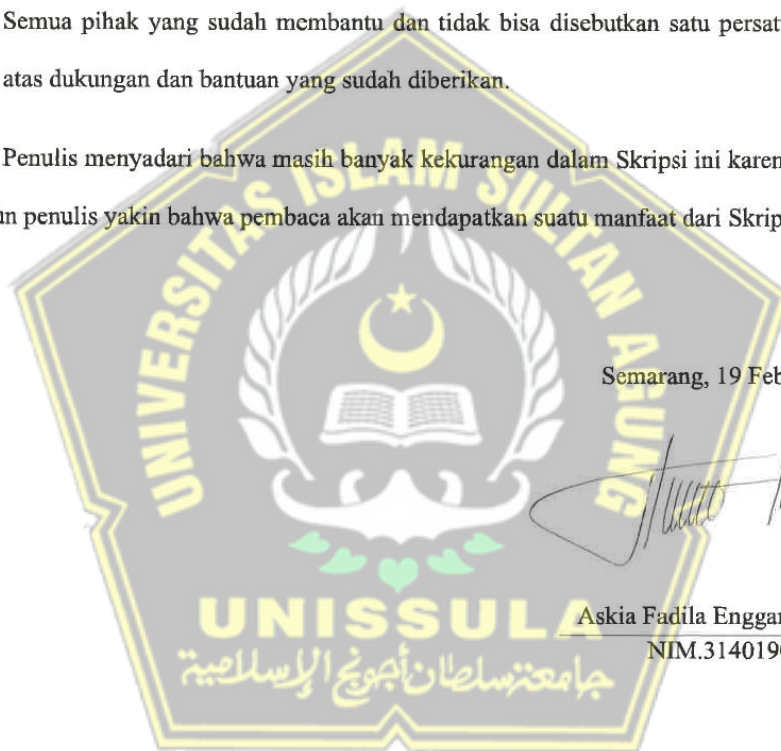 Semua pihak yang sudah membantu dan tidak bisa disebutkan satu persat
atas dukungan dan bantuan yang sudah diberikan.
Penulis menyadari bahwa masih banyak kekurangan dalam Skripsi ini karen
n penulis yakin bahwa pembaca akan mendapatkan suatu manfaat dari Skrip
UNIVERSITAS ISLAM SULTAN AGUNG
Semarang, 19 Feb
Askia Fadila Enggar
NIM.314019
UNISSULA
جامعة سلطان أجونج الإسلامية